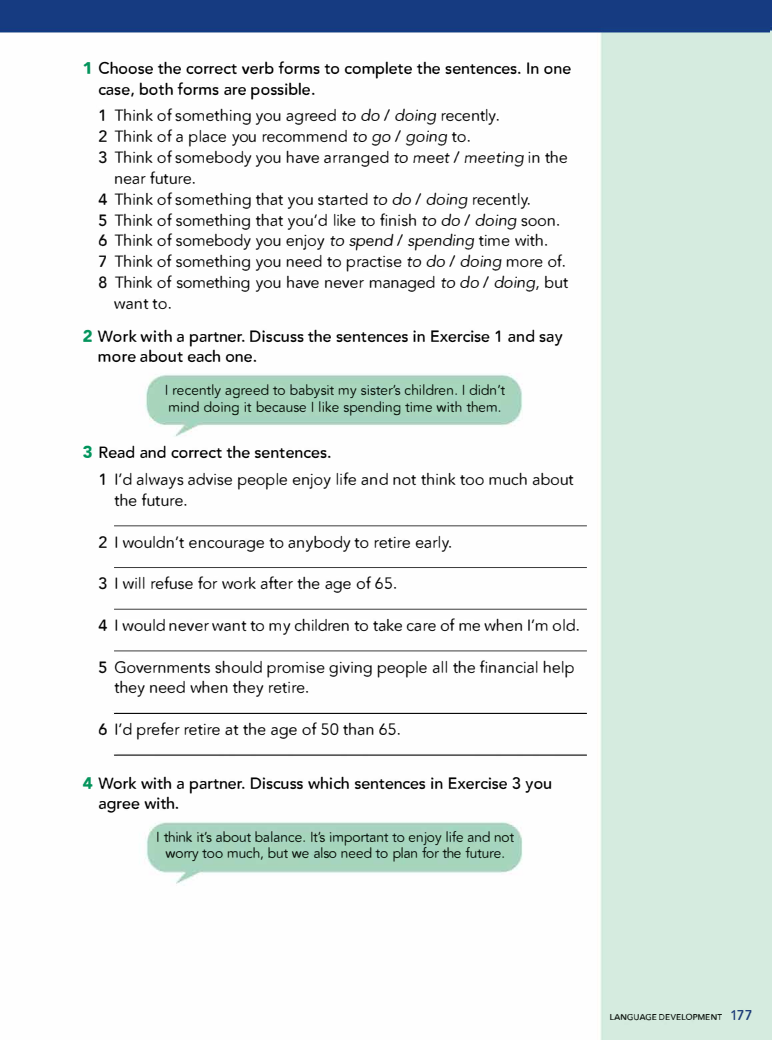 1 Choose the correct verb forms to complete the sentences. In one
case, both forms are possible.
1 Think of something you agreed to do / doing recently.
2 Think of a place you recommend to go / going to.
3 Think of somebody you have arranged to meet / meeting in the
near future.
4 Think of something that you started to do / doing recently.
5 Think of something that you'd like to finish to do / doing soon.
6 Think of somebody you enjoy to spend / spending time with.
7 Think of something you need to practise to do / doing more of.
8 Think of something you have never managed to do / doing, but
want to.
2 Work with a partner. Discuss the sentences in Exercise 1 and say
more about each one.
I recently agreed to babysit my sister's children. I didn't
mind doing it because I like spending time with them.
3 Read and correct the sentences.
1 I'd always advise people enjoy life and not think too much about
the future.
2 I wouldn't encourage to anybody to retire early.
3 I will refuse for work after the age of 65.
4 I would never want to my children to take care of me when I'm old.
5 Governments should promise giving people all the financial help
they need when they retire.
6 I'd prefer retire at the age of 50 than 65.
4 Work with a partner. Discuss which sentences in Exercise 3 you
agree with.
I think it's about balance. It's important to enjoy life and not
worry too much, but we also need to plan for the future.
LANGUAGE DEVELOPMENT 177